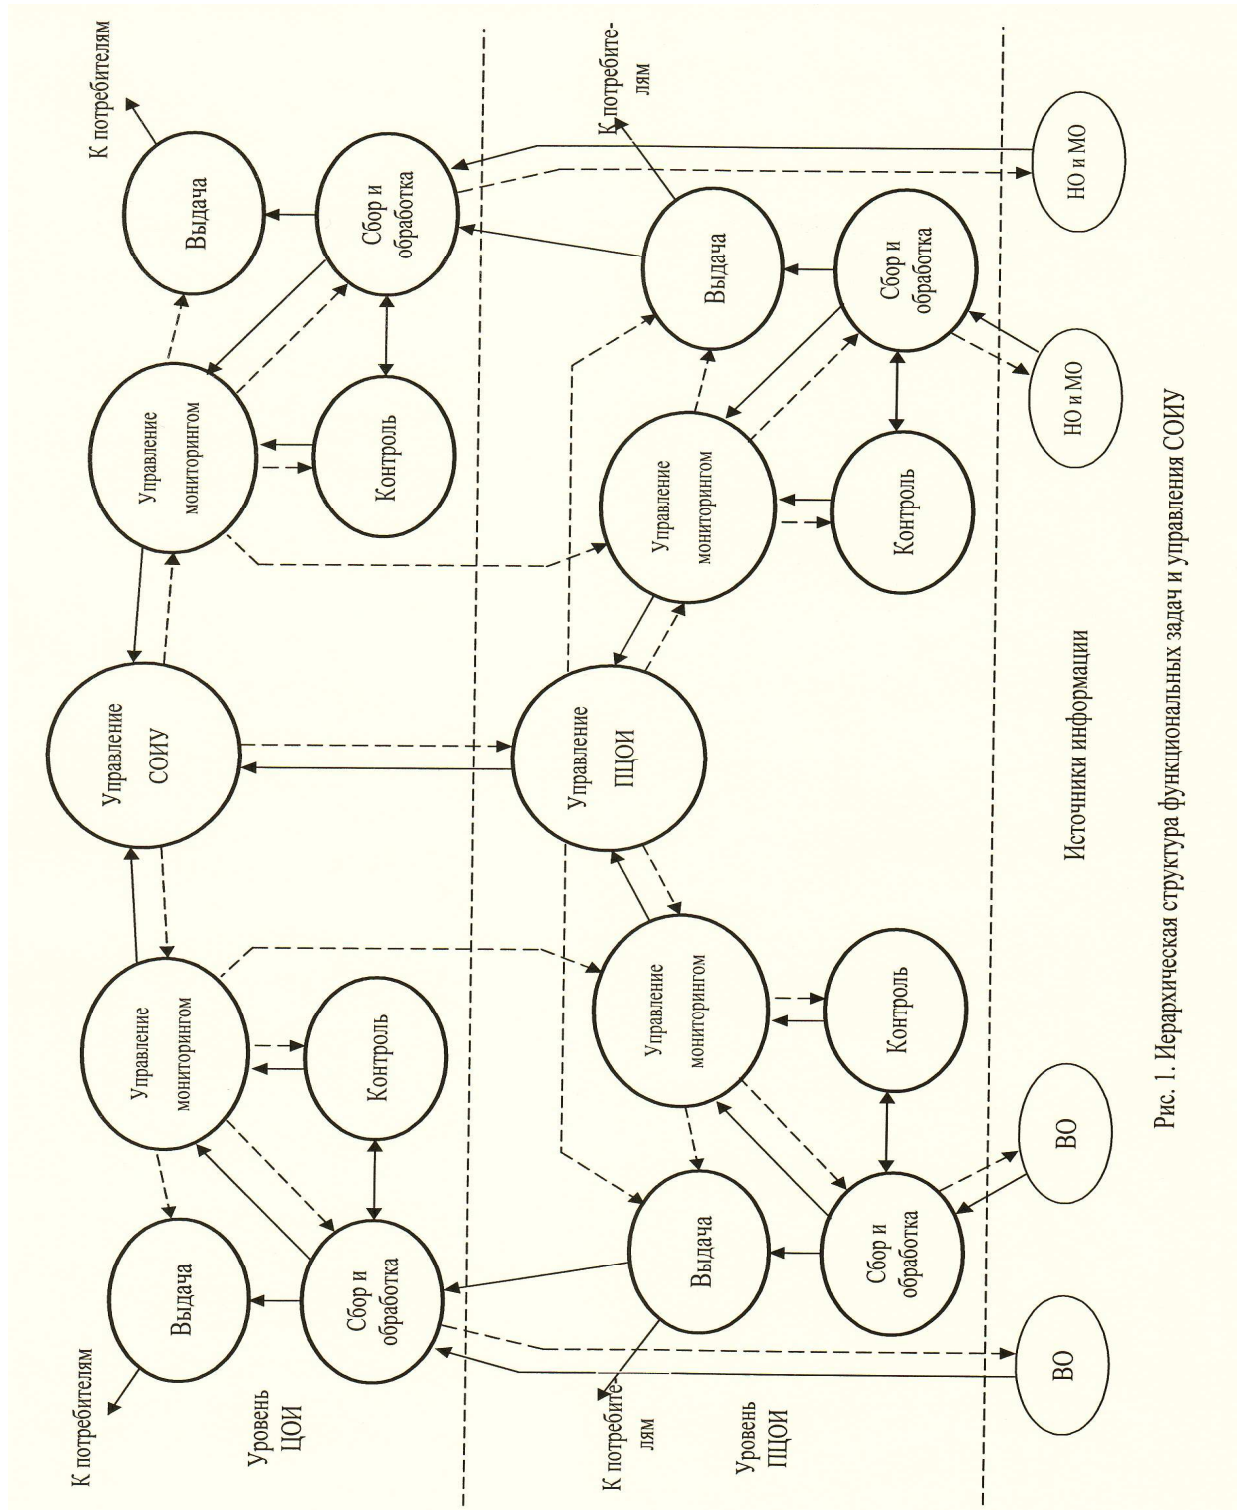 К потребителям
Управление
СОИУ
К потребителям
Выдача
Управление
мониторингом
Управление
мониторингом
Выдача
Уровень
ЦОИ
Сбор и
обработка
Контроль
Контроль
Сбор и
обработка
К потребите-
лям
Управление
ПЦОИ
К потребите-
лям
Выдача
Управление
мониторингом
Управление
мониторингом
Выдача
Уровень
ПЦОИ
Сбор и
обработка
Контроль
Контроль
Сбор и
обработка
ВО
ВО
Источники информации
НО и МО
НО и МО
Рис. 1. Иерархическая структура функциональных задач и управления СОИУ